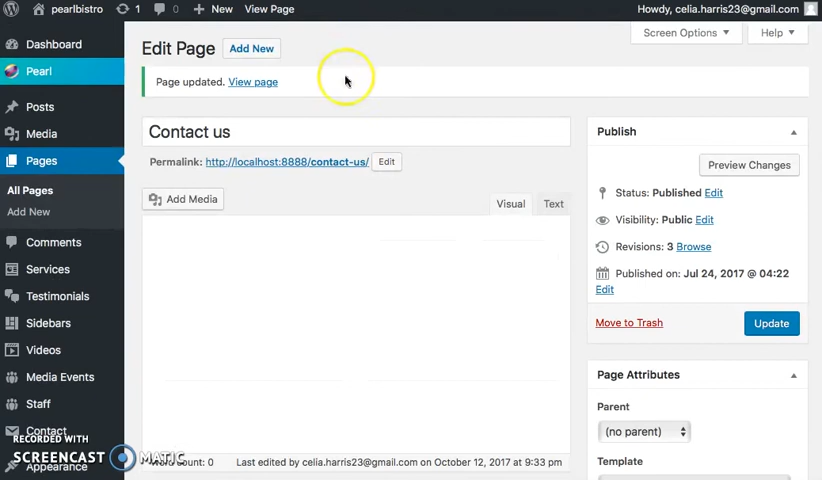 pearlbistro 1 0 New View Page Howdy, celia.harris23@gmail.com
Screen Options Help
Dashboard
Pearl
Posts
Media
Pages
All Pages
Add New
Comments
Services
Testimonials
Sidebars
Videos
Media Events
Staff
Contact
Appearance
Edit Page Add New
Page updated. View page
Contact us
Permalink: http://localhost:8888/contact-us/ Edit
Add Media
Visual Text
Word count: 0 Last edited by celia.harris23@gmail.com on October 12, 2017 at 9:33 pm
Publish
Preview Changes
Status: Published Edit
Visibility: Public Edit
Revisions: 3 Browse
Published on: Jul 24, 2017 @ 04:22
Edit
Move to Trash Update
Page Attributes
Parent
(no parent)
Template
RECORDED WITH
SCREENCAST MATIC